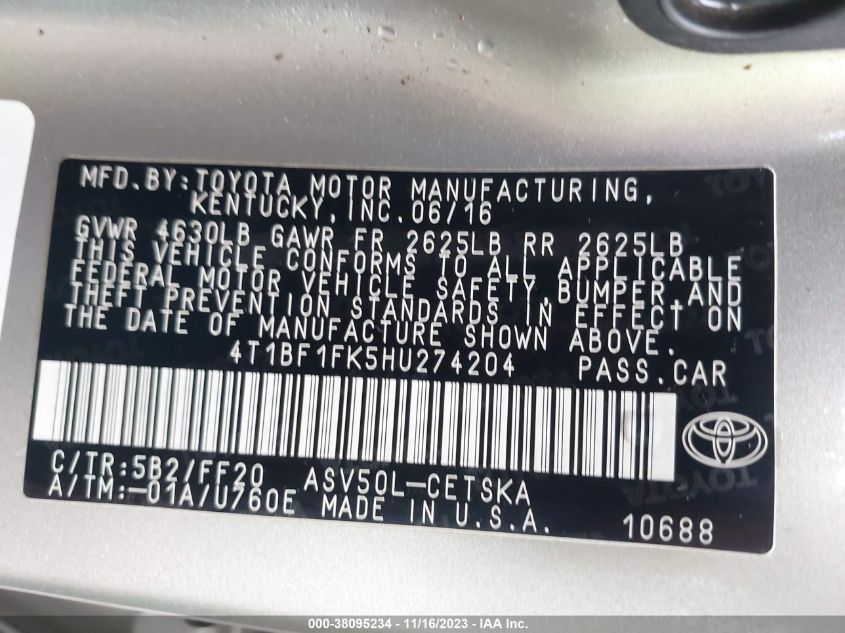 MFD.BY:TOYOTA MOTOR MANUFACTURING,
KENTUCKY, INC.06/16
GVWR 4630LB GAWR FR 2625LB RR 2625LB
THIS VEHICLE CONFORMS TO ALL APPLICABLE
FEDERAL MOTOR VEHICLE SAFETY,BUMPER,AND
THEFT PREVENTION STANDARDS IN EFFECT ON
THE DATE OF MANUFACTURE SHOWN ABOVE.
4T1BF1FK5HU274204 PASS.CAR
C/TR:5B2/FF20 ASV50L-CETSKA
A/TM:-01A/U760E MADE IN U.S.A. 10688
000-38095234 - 11/16/2023 - IAA Inc.